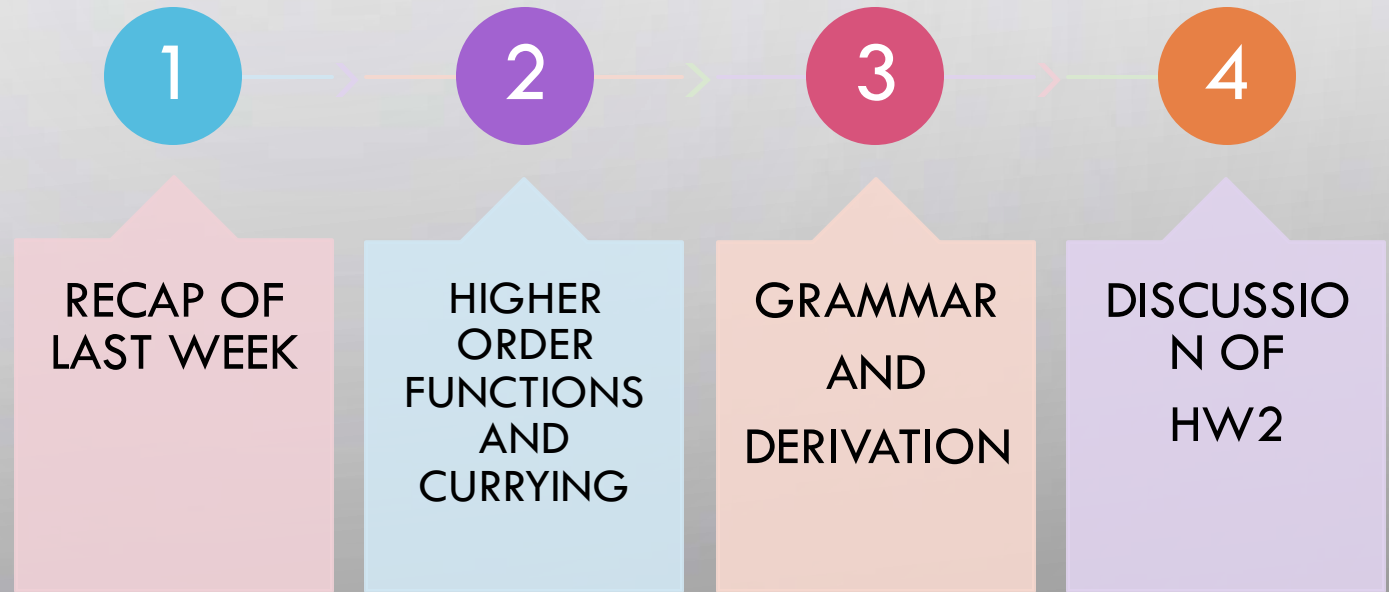 1
2
3
4
RECAP OF
LAST WEEK
HIGHER
ORDER
FUNCTIONS
AND
CURRYING
GRAMMAR
AND
DERIVATION
DISCUSSIO
N OF
HW2